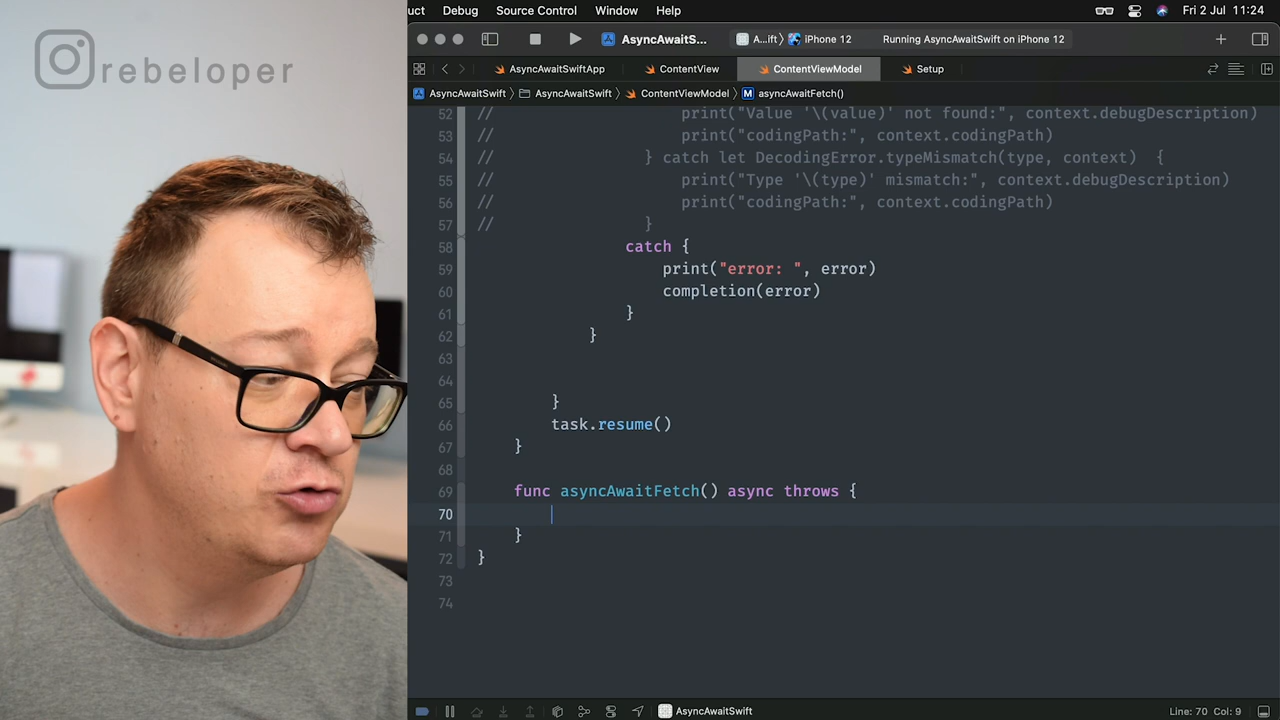 rebeloper
uct Debug Source Control Window Help Fri 2 Jul 11:24
AsyncAwaitS... A...ift〉 iPhone 12 Running AsyncAwaitSwift on iPhone 12
AsyncAwaitSwiftApp ContentView ContentViewModel Setup
AsyncAwaitSwift 〉 AsyncAwaitSwift 〉 ContentViewModel 〉 M asyncAwaitFetch()
52 // print("Value '\(value)' not found:", context.debugDescription)
53 // print("codingPath:", context.codingPath)
54 // } catch let DecodingError.typeMismatch(type, context) {
55 // print("Type '\(type)' mismatch:", context.debugDescription)
56 // print("codingPath:", context.codingPath)
57 // }
58 catch {
59 print("error: ", error)
60 completion(error)
61 }
62 }
63
64
65 }
66 task.resume()
67 }
68
69 func asyncAwaitFetch() async throws {
70
71 }
72 }
73
74
AsyncAwaitSwift Line: 70 Col: 9